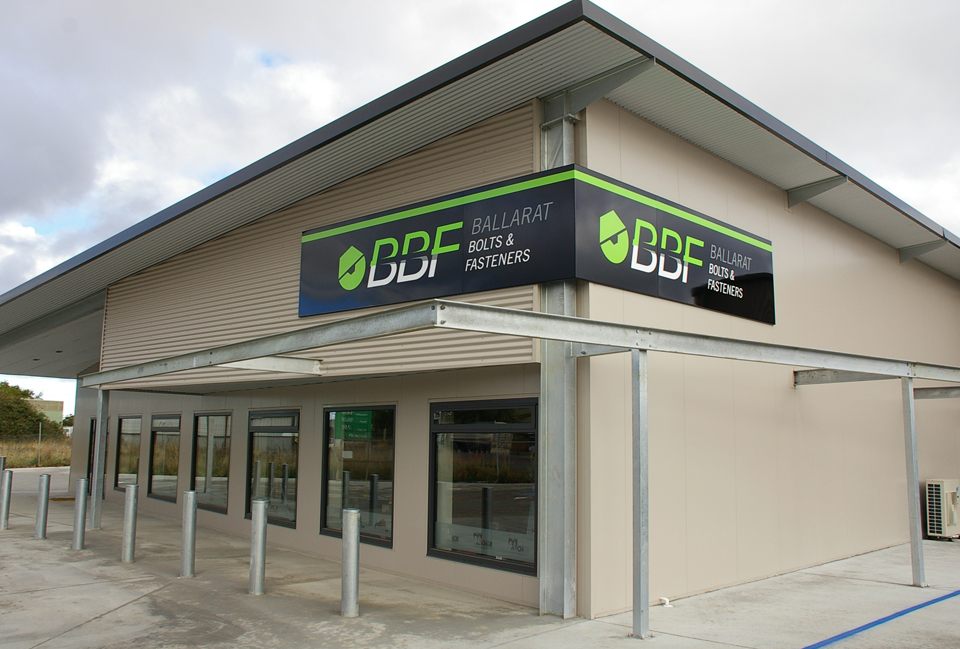 BBF
BALLARAT
BOLTS &
FASTENERS
BBF
BALLARAT
BOLTS &
FASTENERS